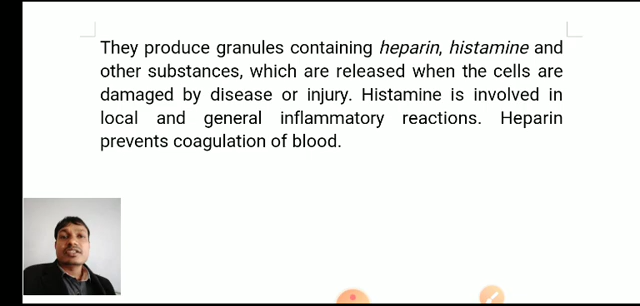 They produce granules containing heparin, histamine and
other substances, which are released when the cells are
damaged by disease or injury. Histamine is involved in
local and general inflammatory reactions. Heparin
prevents coagulation of blood.